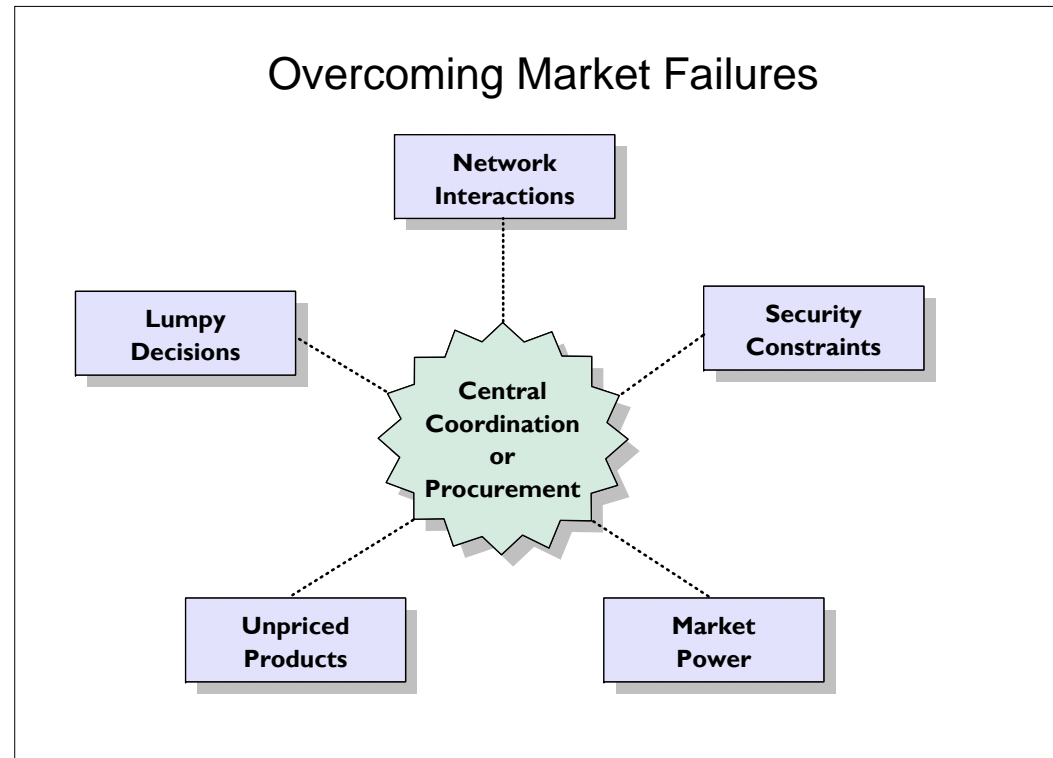 Overcoming Market Failures
Network
Interactions
Lumpy
Decisions
Security
Constraints
Central
Coordination
or
Procurement
Unpriced
Products
Market
Power